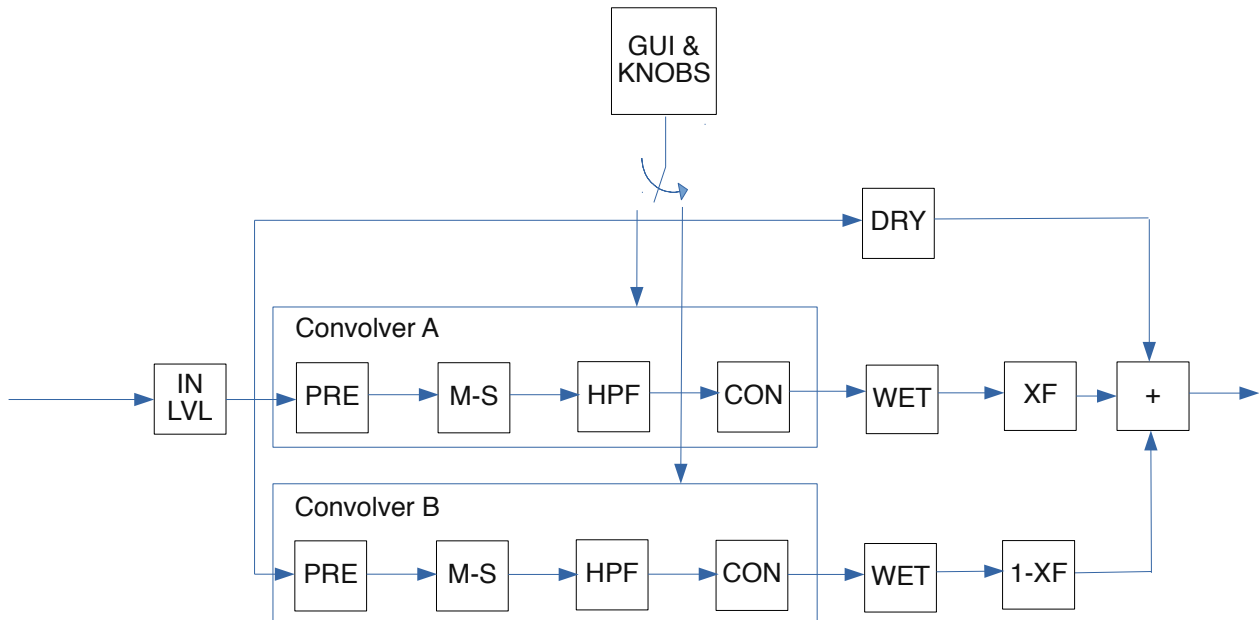 GUI &
KNOBS
DRY
Convolver A
IN
LVL
PRE
M-S
HPF
CON
WET
XF
+
Convolver B
PRE
M-S
HPF
CON
WET
1-XF